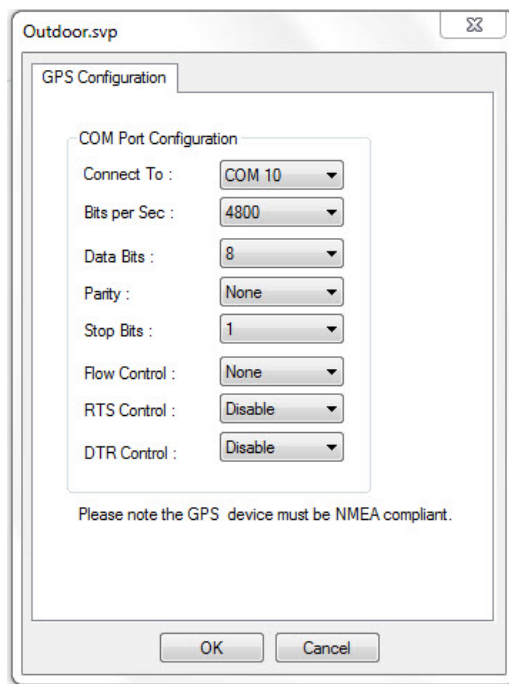 Outdoor.svp
GPS Configuration
COM Port Configuration
Connect To : COM 10
Bits per Sec : 4800
Data Bits : 8
Parity : None
Stop Bits : 1
Flow Control : None
RTS Control : Disable
DTR Control : Disable
Please note the GPS device must be NMEA compliant.
OK Cancel